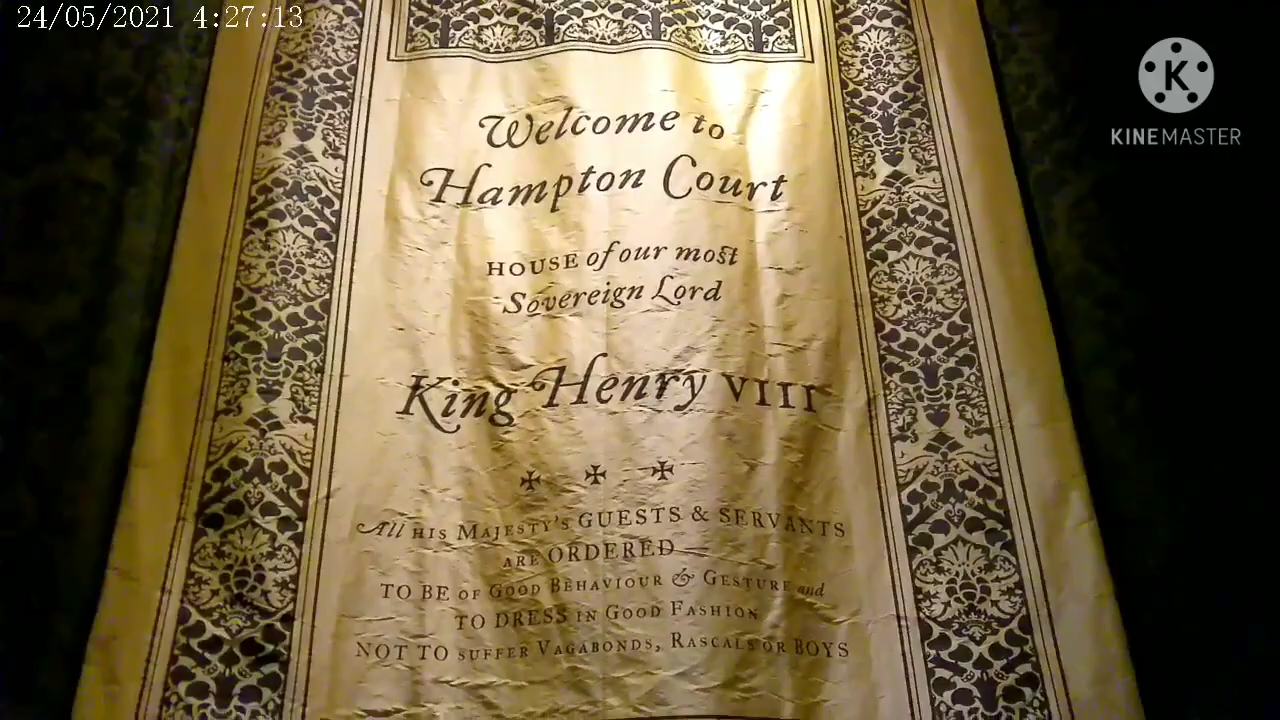 24/05/2021 4:27:13
K
KINEMASTER
Welcome to
Hampton Court
HOUSE of our most
Sovereign Lord
King Henry VIII
All HIS MAJESTY'S GUESTS & SERVANTS
ARE ORDERED —
TO BE OF GOOD BEHAVIOUR & GESTURE and
TO DRESS IN GOOD FASHION
NOT TO SUFFER VAGABONDS, RASCALS OR BOYS